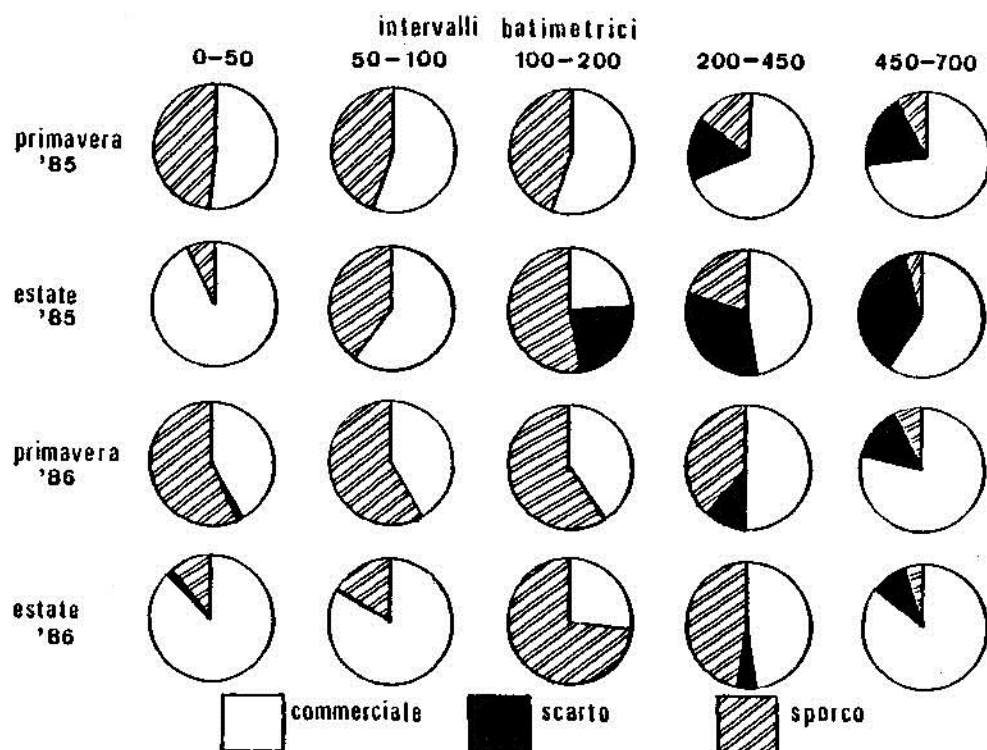 intervalli batimetrici
0-50 50-100 100-200 200-450 450-700
primavera
'85
estate
'85
primavera
'86
estate
'86
commerciale scarto sporco